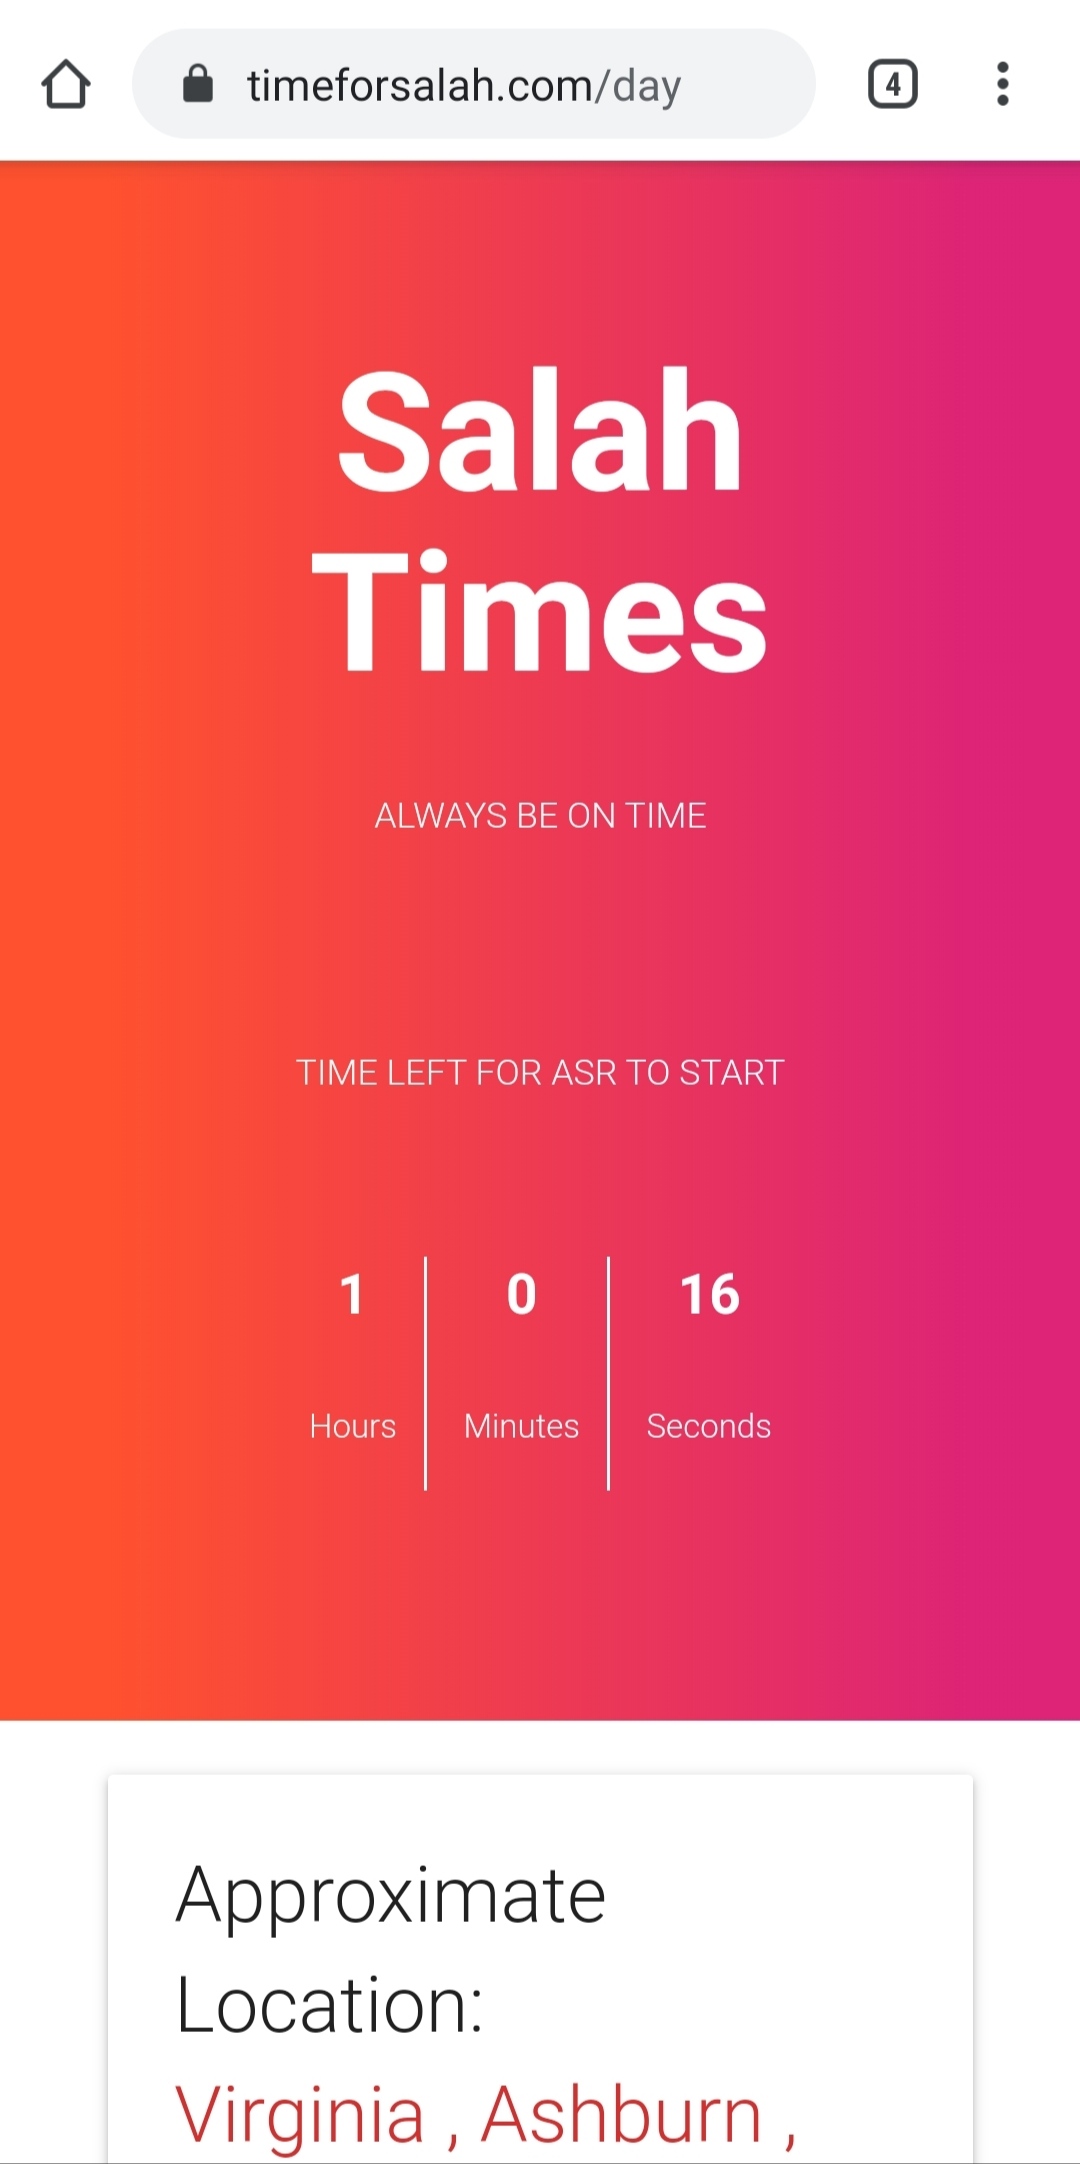 timeforsalah.com/day
4
Salah
Times
ALWAYS BE ON TIME
TIME LEFT FOR ASR TO START
1 0 16
Hours Minutes Seconds
Approximate
Location:
Virginia , Ashburn ,